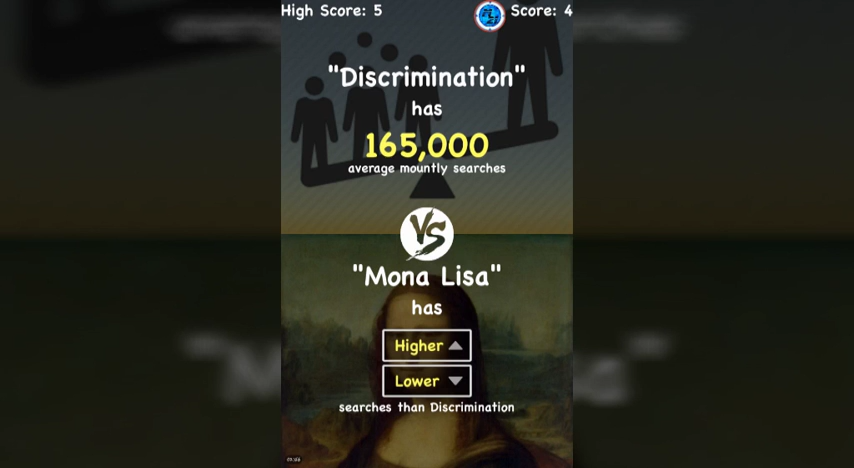 High Score: 5
Score: 4
"Discrimination"
has
165,000
average mountly searches
VS
"Mona Lisa"
has
Higher
Lower
searches than Discrimination